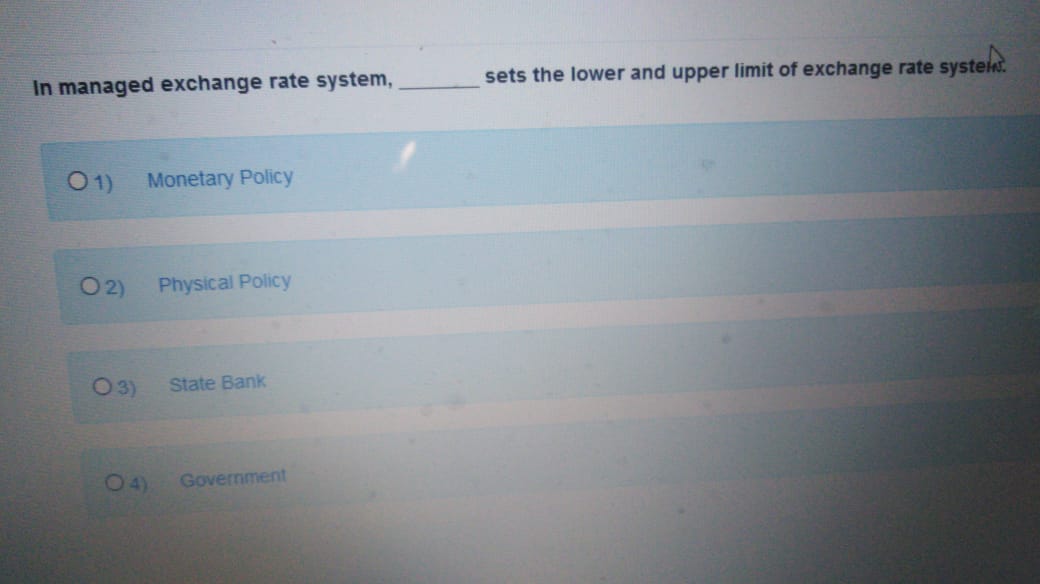 In managed exchange rate system, _______ sets the lower and upper limit of exchange rate system.
1) Monetary Policy
2) Physical Policy
3) State Bank
4) Government